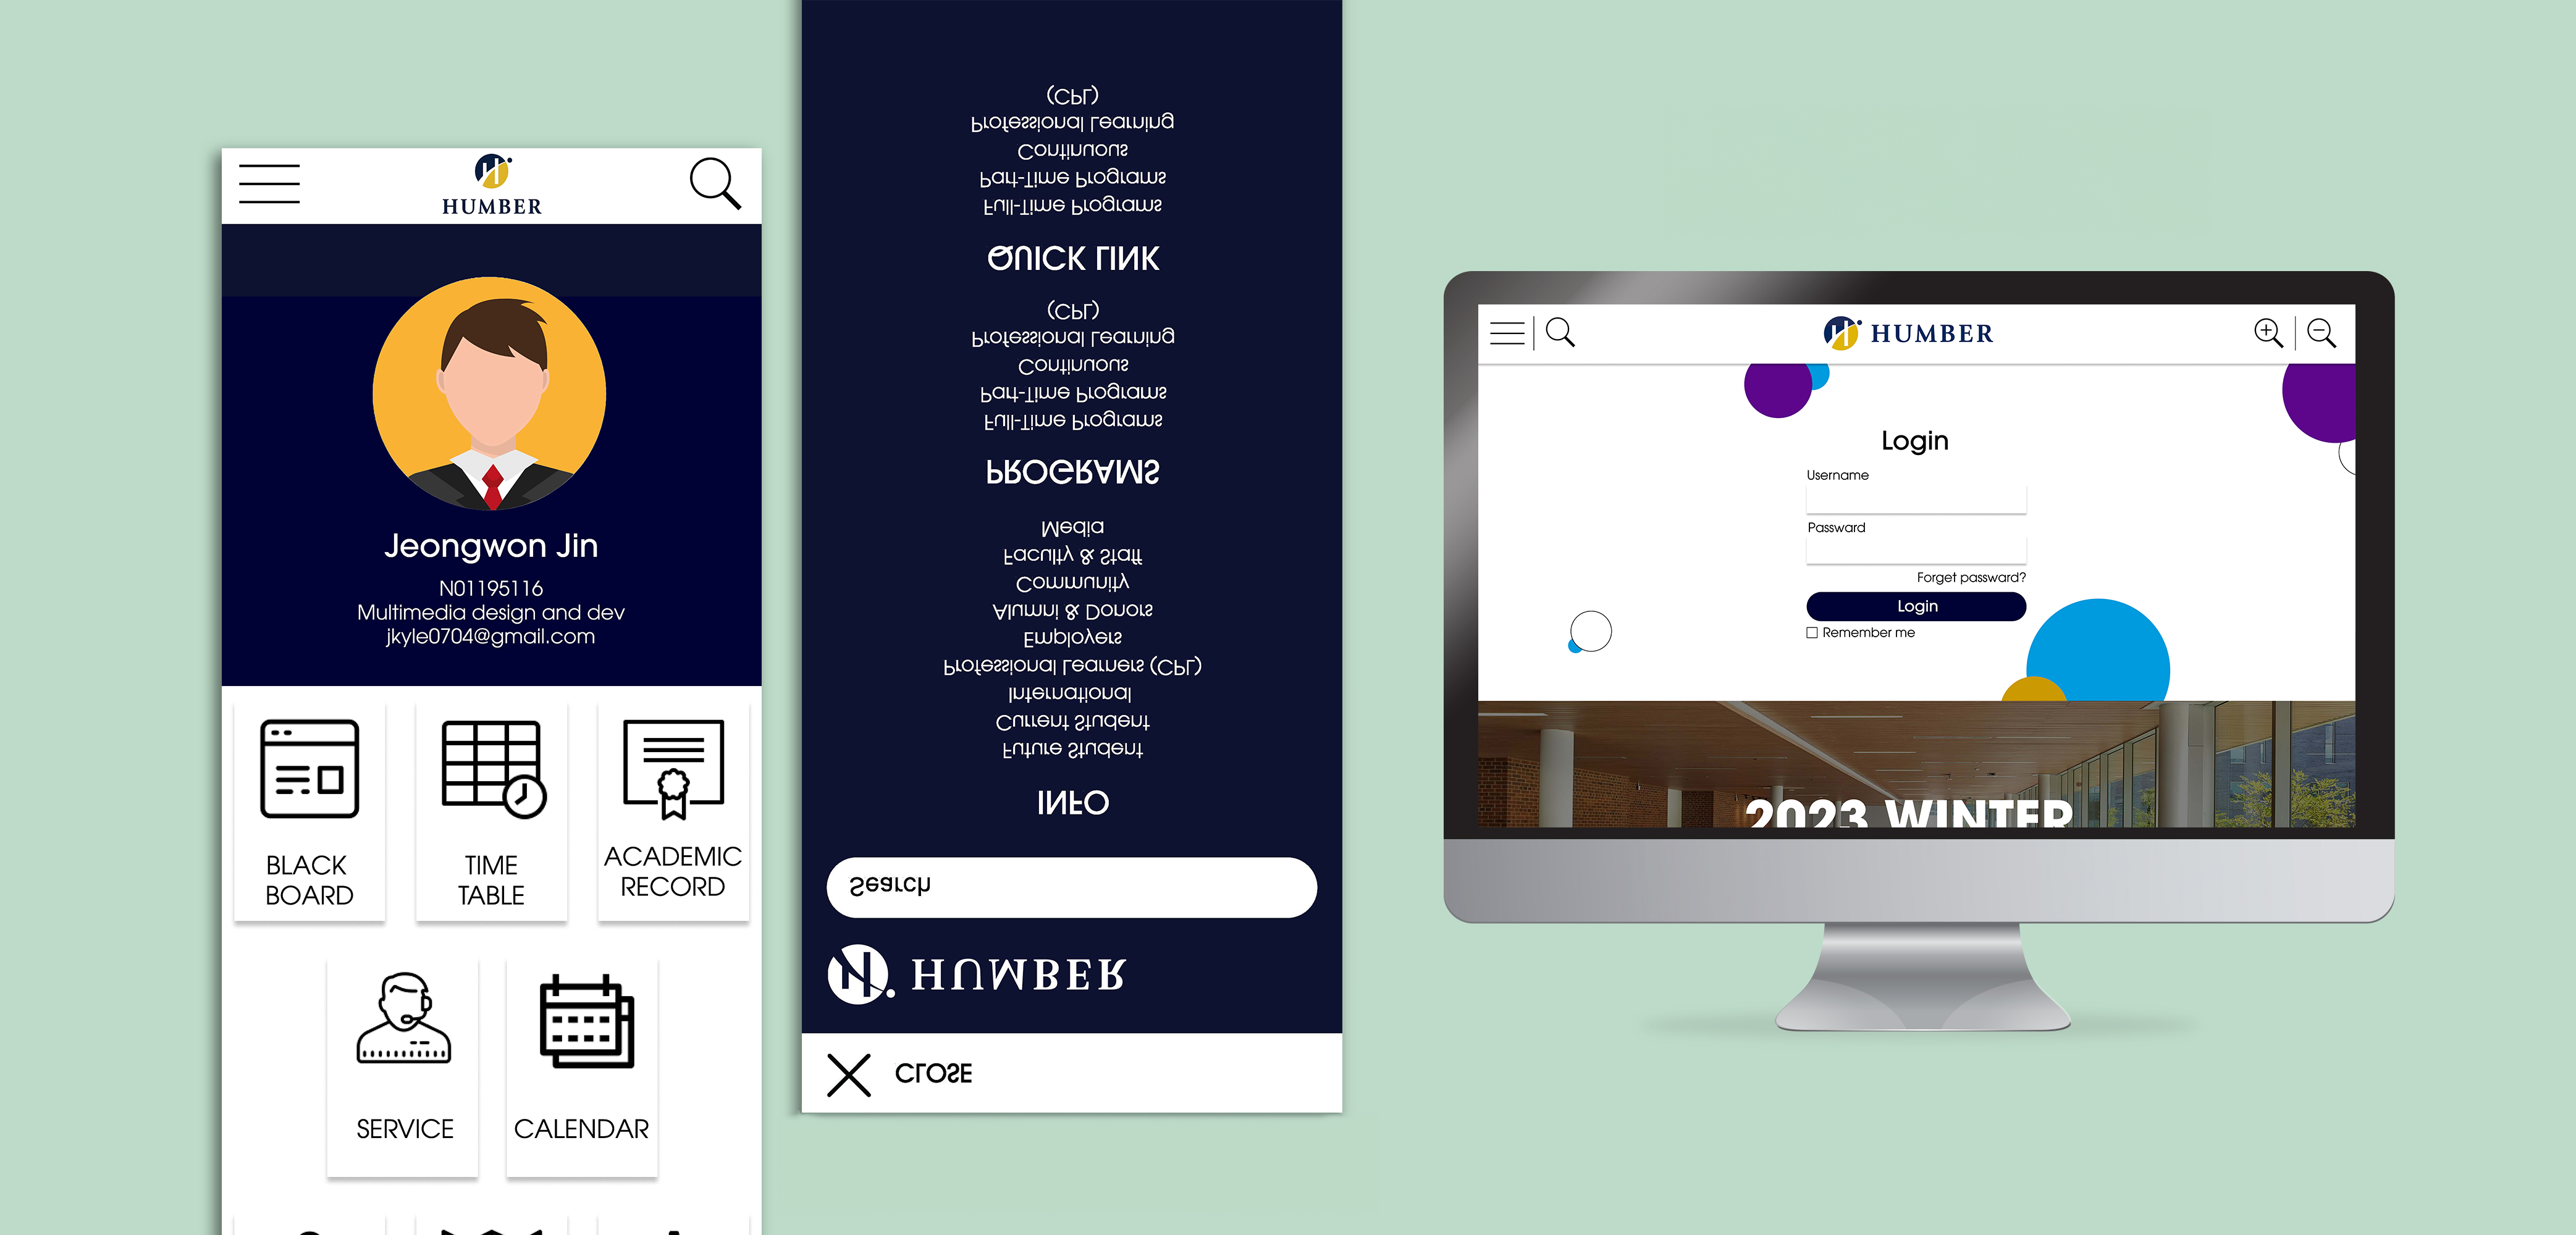 HUMBER
Jeongwon Jin
N01195116
Multimedia design and dev
jkyle0704@gmail.com
BLACK
BOARD
TIME
TABLE
ACADEMIC
RECORD
SERVICE
CALENDAR
CLOSE
HUMBER
Search
INFO
Future Student
Current Student
International
Professional Learners (CPL)
Employers
Alumni & Donors
Community
Faculty & Staff
Media
PROGRAMS
Full-Time Programs
Part-Time Programs
Continuous
Professional Learning
(CPL)
QUICK LINK
Full-Time Programs
Part-Time Programs
Continuous
Professional Learning
(CPL)
HUMBER
Login
Username
Passward
Forget password?
Login
Remember me
2023 WINTER